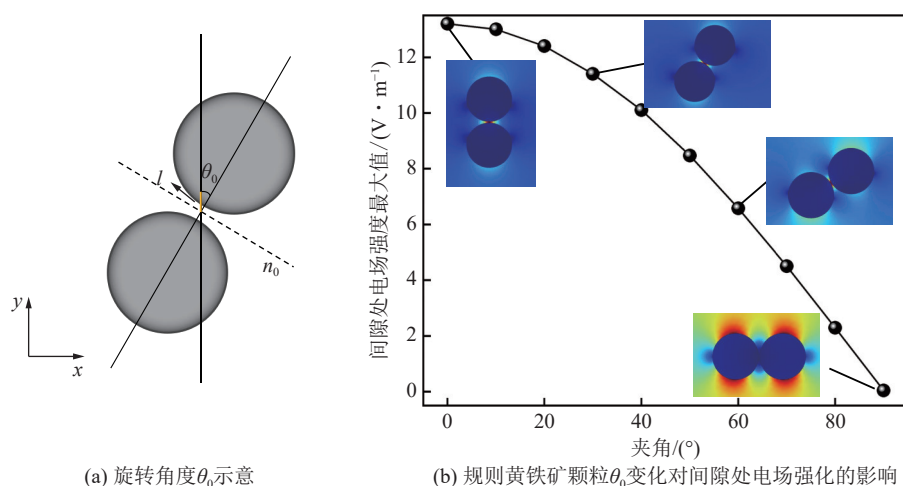 l
θ₀
n₀
y
x
(a) 旋转角度θ₀示意
间隙处电场强度最大值/(V·m⁻¹)
12
10
8
6
4
2
0
0 20 40 60 80
夹角/(°)
(b) 规则黄铁矿颗粒θ₀变化对间隙处电场强化的影响